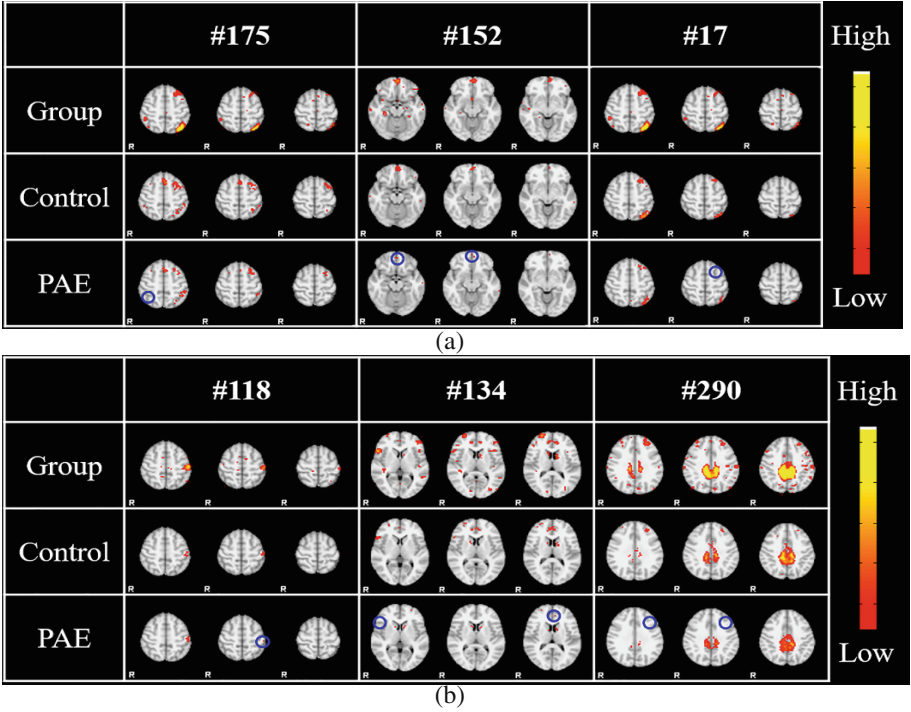 #175 #152 #17 High
Group
R R R R R R R R R
Control
R R R R R R R R R
PAE Low
R R R R R R R R R
(a)
#118 #134 #290 High
Group
R R R R R R R R R
Control
R R R R R R R R R
PAE Low
R R R R R R R R R
(b)